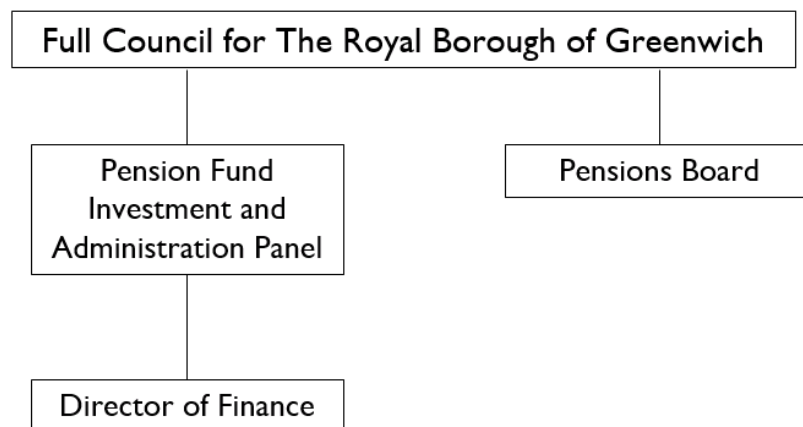 Full Council for The Royal Borough of Greenwich
Pension Fund
Investment and
Administration Panel
Pensions Board
Director of Finance